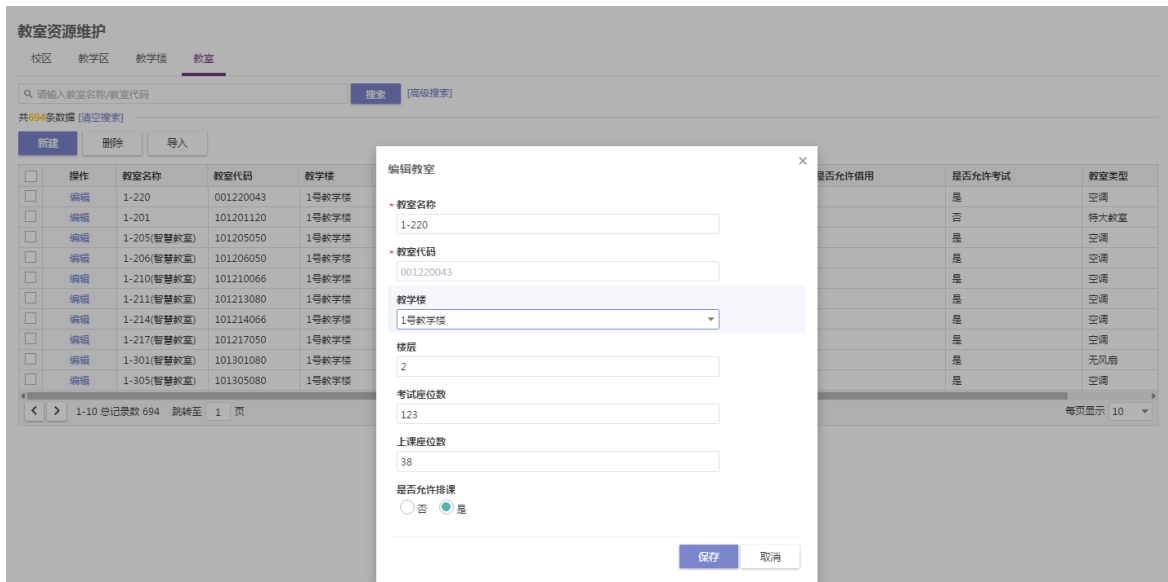 教室资源维护
校区 教学区 教学楼 教室
请输入教室名称/教室代码 搜索 [高级搜索]
共694条数据 [清空搜索]
新建 删除 导入
操作 教室名称 教室代码 教学楼 是否允许借用 是否允许考试 教室类型
编辑 1-220 001220043 1号教学楼 是 空调
编辑 1-201 101201120 1号教学楼 否 特大教室
编辑 1-205(智慧教室) 101205050 1号教学楼 是 空调
编辑 1-206(智慧教室) 101206050 1号教学楼 是 空调
编辑 1-210(智慧教室) 101210066 1号教学楼 是 空调
编辑 1-211(智慧教室) 101213080 1号教学楼 是 空调
编辑 1-214(智慧教室) 101214066 1号教学楼 是 空调
编辑 1-217(智慧教室) 101217050 1号教学楼 是 空调
编辑 1-301(智慧教室) 101301080 1号教学楼 是 无风扇
编辑 1-305(智慧教室) 101305080 1号教学楼 是 空调
1-10 总记录数 694 跳转至 1 页 每页显示 10
编辑教室 ×
* 教室名称
1-220
* 教室代码
001220043
教学楼
1号教学楼
楼层
2
考试座位数
123
上课座位数
38
是否允许排课
否 是
保存 取消